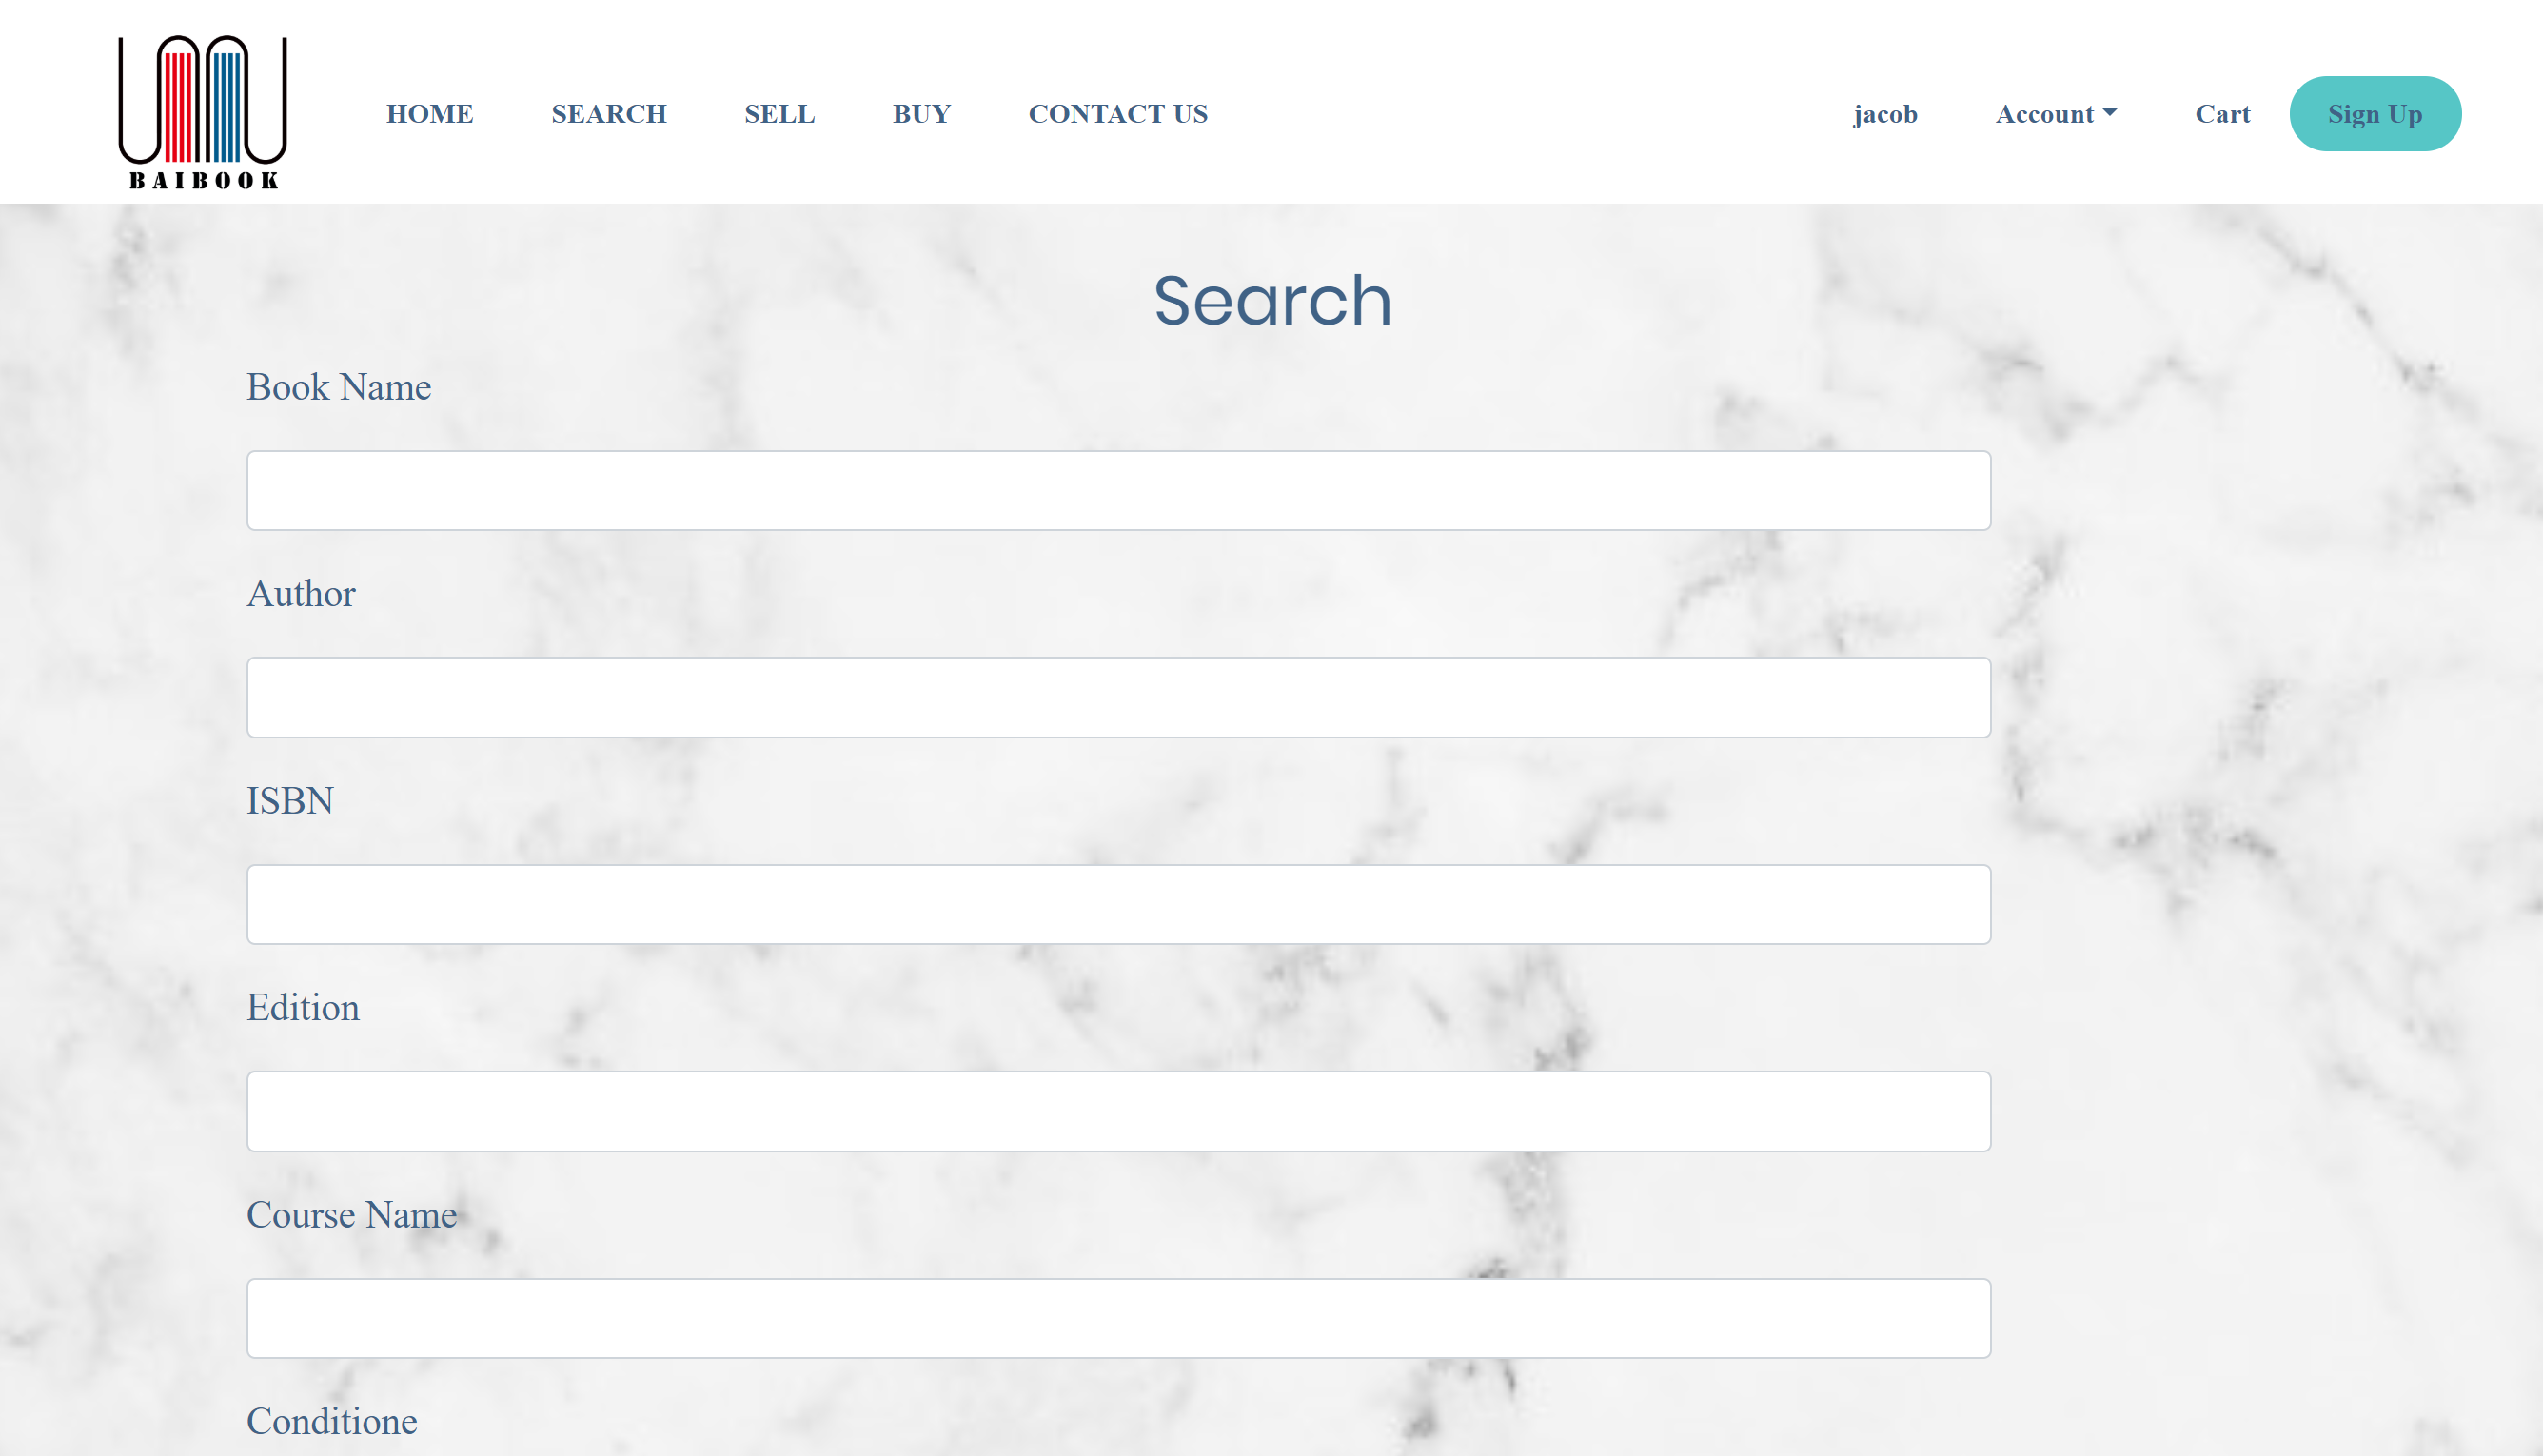 BAIBOOK
HOME SEARCH SELL BUY CONTACT US jacob Account Cart Sign Up
Search
Book Name
Author
ISBN
Edition
Course Name
Conditione